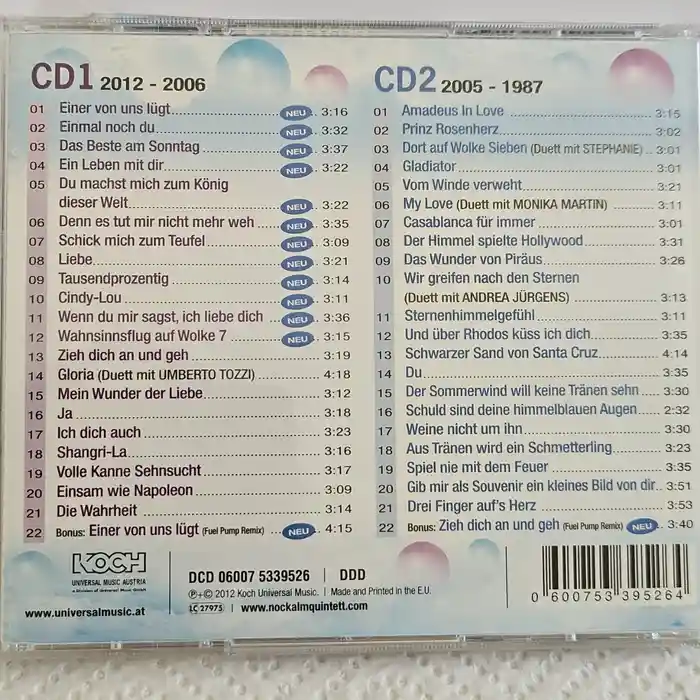 CD1 2012 - 2006
01 Einer von uns lügt NEU 3:16
02 Einmal noch du NEU 3:32
03 Das Beste am Sonntag NEU 3:37
04 Ein Leben mit dir NEU 3:22
05 Du machst mich zum König
dieser Welt NEU 3:22
06 Denn es tut mir nicht mehr weh NEU 3:35
07 Schick mich zum Teufel NEU 3:09
08 Liebe NEU 3:21
09 Tausendprozentig NEU 3:14
10 Cindy-Lou NEU 3:11
11 Wenn du mir sagst, ich liebe dich NEU 3:36
12 Wahnsinnsflug auf Wolke 7 NEU 3:15
13 Zieh dich an und geh 3:19
14 Gloria (Duett mit UMBERTO TOZZI) 4:18
15 Mein Wunder der Liebe 3:12
16 Ja 3:18
17 Ich dich auch 3:23
18 Shangri-La 3:16
19 Volle Kanne Sehnsucht 3:17
20 Einsam wie Napoleon 3:09
21 Die Wahrheit 3:14
22 Bonus: Einer von uns lügt (Fuel Pump Remix) NEU 4:15
CD2 2005 - 1987
01 Amadeus In Love 3:15
02 Prinz Rosenherz 3:02
03 Dort auf Wolke Sieben (Duett mit STEPHANIE) 3:01
04 Gladiator 3:01
05 Vom Winde verweht 3:21
06 My Love (Duett mit MONIKA MARTIN) 3:11
07 Casablanca für immer 3:01
08 Der Himmel spielte Hollywood 3:31
09 Das Wunder von Piräus 3:26
10 Wir greifen nach den Sternen
(Duett mit ANDREA JÜRGENS) 3:13
11 Sternenhimmelgefühl 3:11
12 Und über Rhodos küss ich dich 3:35
13 Schwarzer Sand von Santa Cruz 4:14
14 Du 3:35
15 Der Sommerwind will keine Tränen sehn 3:30
16 Schuld sind deine himmelblauen Augen 2:32
17 Weine nicht um ihn 3:30
18 Aus Tränen wird ein Schmetterling 3:23
19 Spiel nie mit dem Feuer 3:35
20 Gib mir als Souvenir ein kleines Bild von dir 3:51
21 Drei Finger auf's Herz 3:53
22 Bonus: Zieh dich an und geh (Fuel Pump Remix) NEU 3:40
KOCH
UNIVERSAL MUSIC AUSTRIA
a Division of Universal Music GmbH
www.universalmusic.at
DCD 06007 5339526 | DDD
℗+© 2012 Koch Universal Music. | Made and Printed in the E.U.
LC 27975 | www.nockalmquintett.com
0 600753 395264